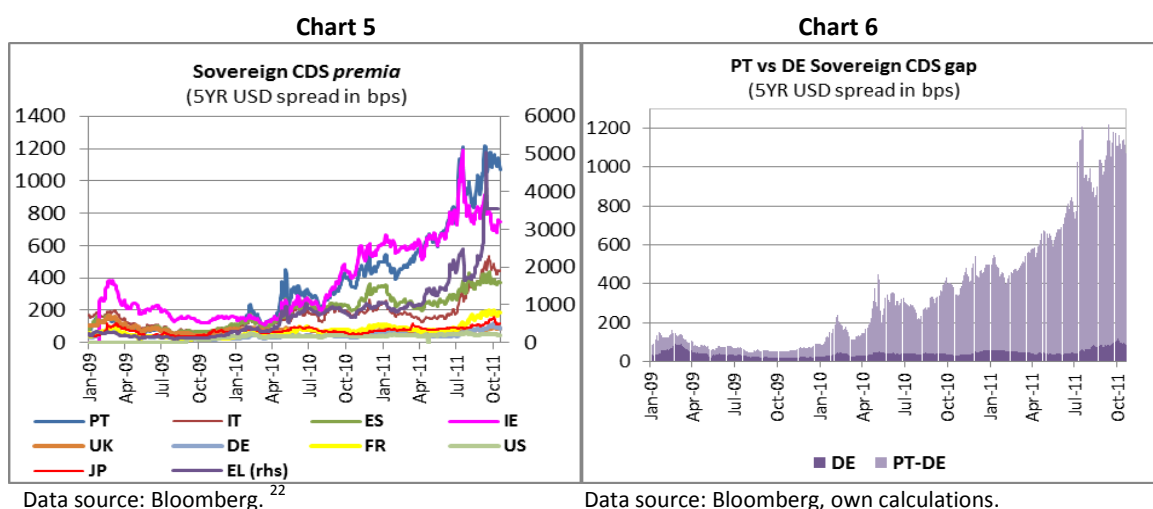 Chart 5
Sovereign CDS premia
(5YR USD spread in bps)
1400
1200
1000
800
600
400
200
0
6000
5000
4000
3000
2000
1000
0
Jan-09
Apr-09
Jul-09
Oct-09
Jan-10
Apr-10
Jul-10
Oct-10
Jan-11
Apr-11
Jul-11
Oct-11
PT IT ES IE
UK DE FR US
JP EL (rhs)
Data source: Bloomberg. 22
Chart 6
PT vs DE Sovereign CDS gap
(5YR USD spread in bps)
1200
1000
800
600
400
200
0
Jan-09
Apr-09
Jul-09
Oct-09
Jan-10
Apr-10
Jul-10
Oct-10
Jan-11
Apr-11
Jul-11
Oct-11
DE PT-DE
Data source: Bloomberg, own calculations.